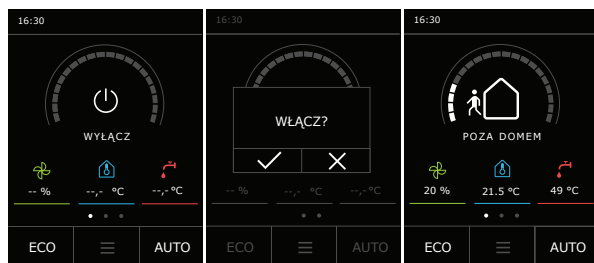 16:30
WYŁĄCZ
-- %
--,- °C
--,- °C
ECO
AUTO
16:30
WŁĄCZ?
-- %
--,- °C
--,- °C
ECO
AUTO
16:30
POZA DOMEM
20 %
21.5 °C
49 °C
ECO
AUTO